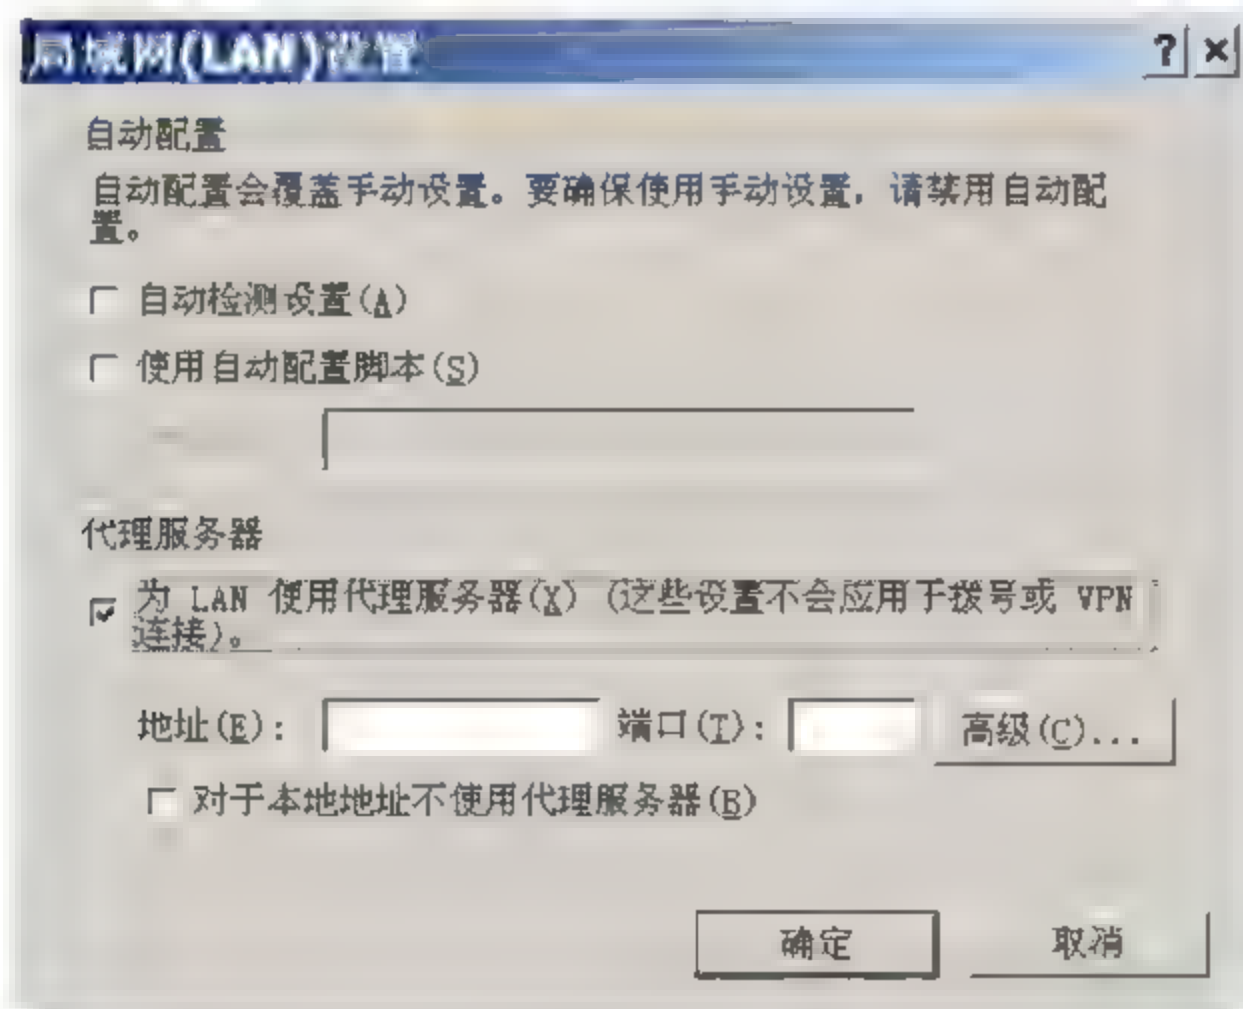 局域网(LAN)设置
自动配置
自动配置会覆盖手动设置。要确保使用手动设置，请禁用自动配
置。
自动检测设置(A)
使用自动配置脚本(S)
代理服务器
为 LAN 使用代理服务器(X) (这些设置不会应用于拨号或 VPN
连接)。
地址(E): 端口(T): 高级(C)...
对于本地地址不使用代理服务器(B)
确定 取消